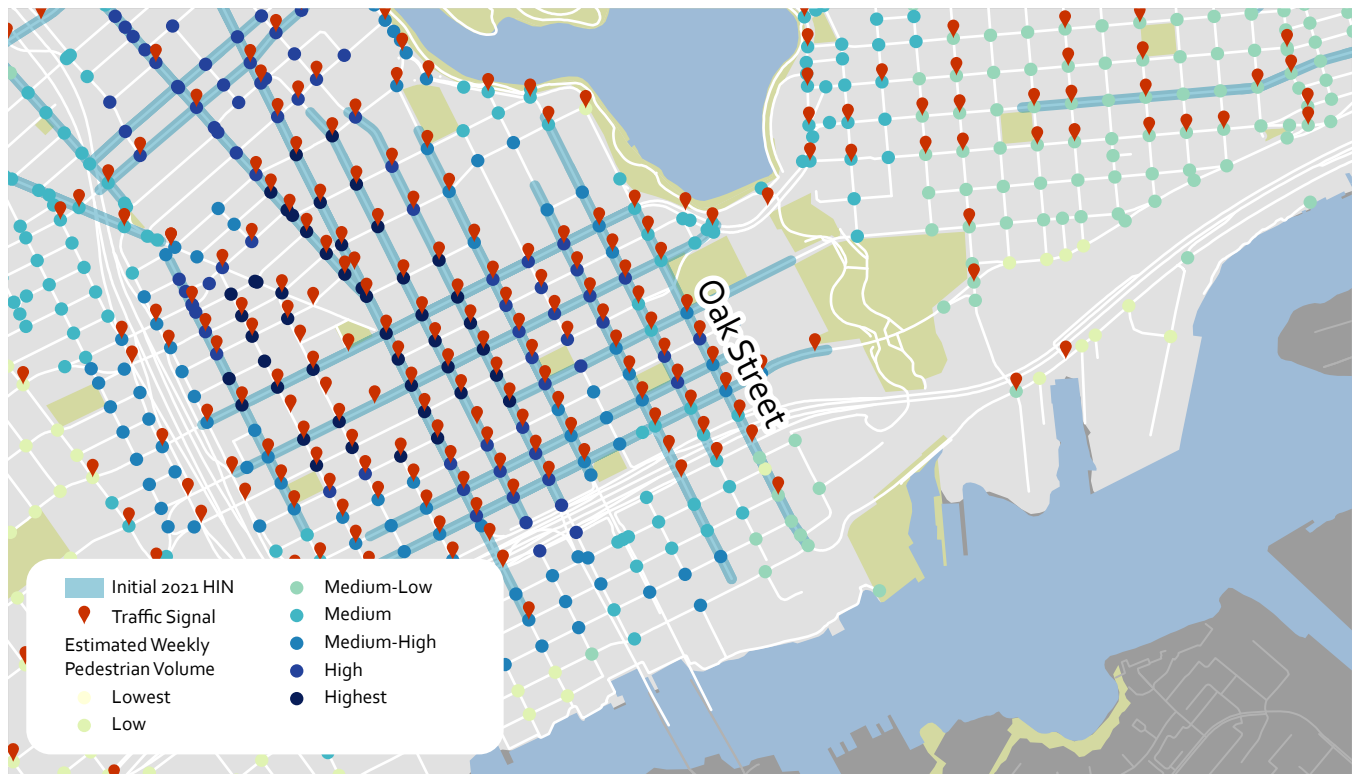 Oak Street
Initial 2021 HIN
Traffic Signal
Estimated Weekly
Pedestrian Volume
Lowest
Low
Medium-Low
Medium
Medium-High
High
Highest